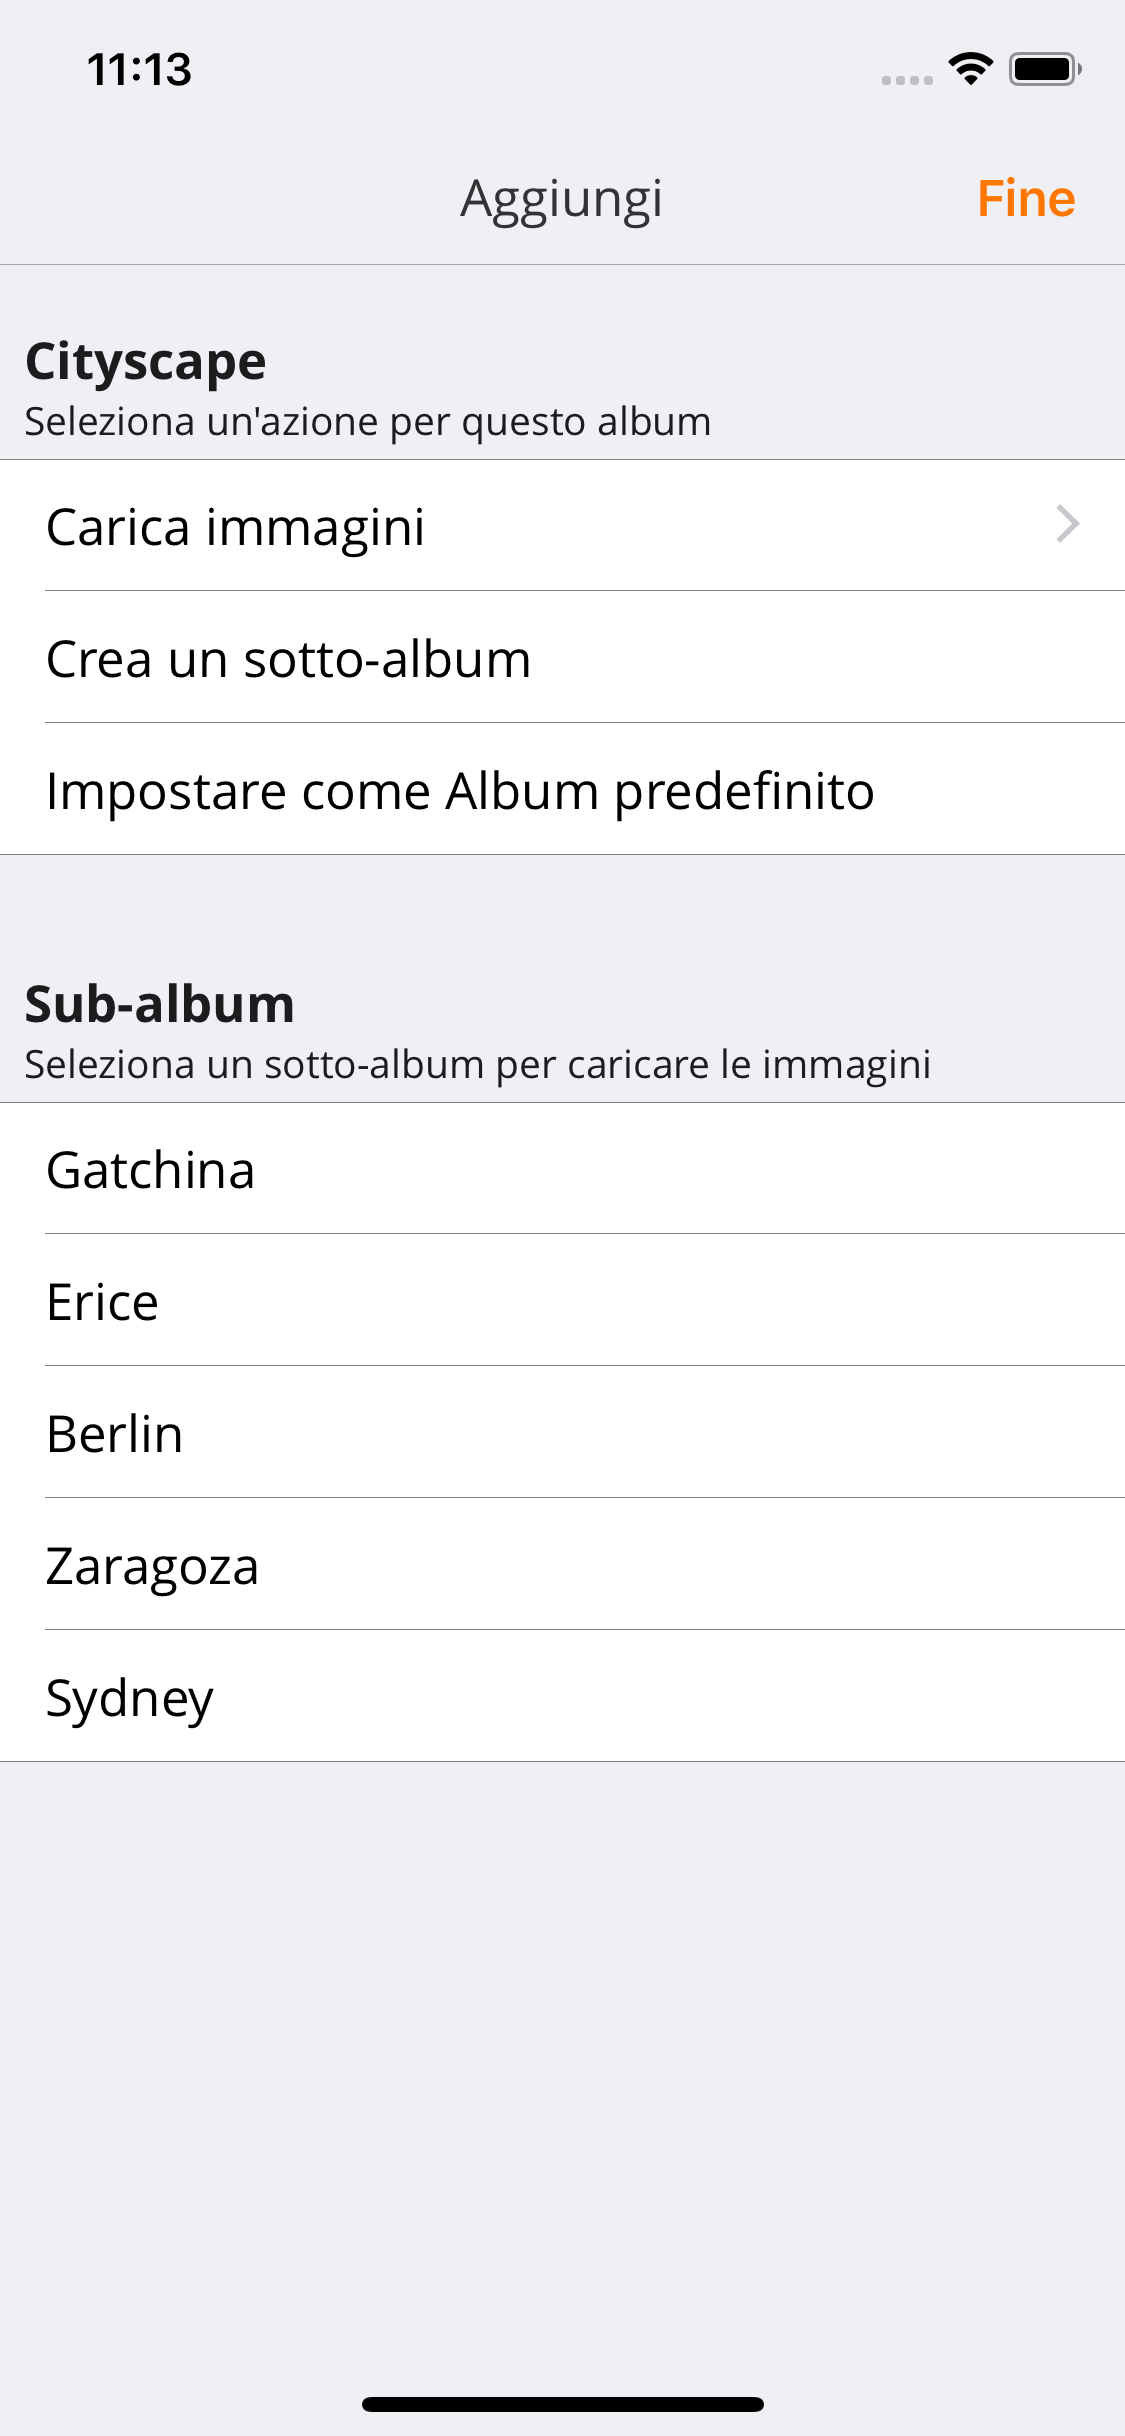 11:13
Aggiungi
Fine
Cityscape
Seleziona un'azione per questo album
Carica immagini
Crea un sotto-album
Impostare come Album predefinito
Sub-album
Seleziona un sotto-album per caricare le immagini
Gatchina
Erice
Berlin
Zaragoza
Sydney